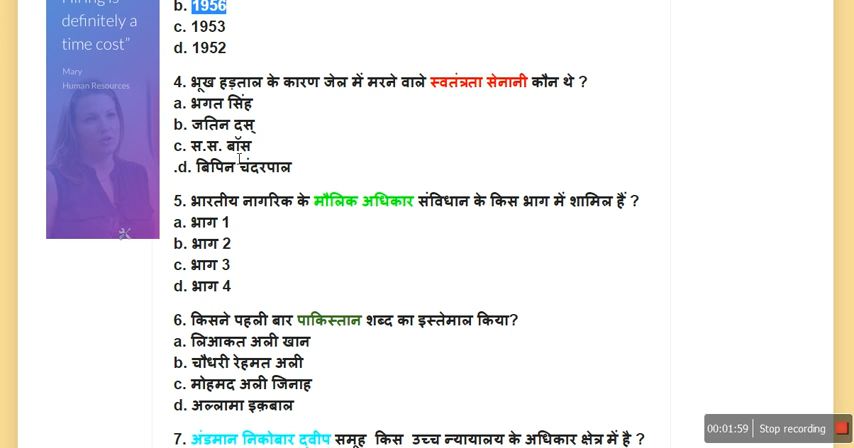 Hiring is
definitely a
time cost"
Mary
Human Resources
b. 1956
c. 1953
d. 1952
4. भूख हड़ताल के कारण जेल में मरने वाले स्वतंत्रता सेनानी कौन थे ?
a. भगत सिंह
b. जतिन दस्
c. स.स. बॉस
.d. बिपिन चंदरपाल
5. भारतीय नागरिक के मौलिक अधिकार संविधान के किस भाग में शामिल हैं ?
a. भाग 1
b. भाग 2
c. भाग 3
d. भाग 4
6. किसने पहली बार पाकिस्तान शब्द का इस्तेमाल किया?
a. लिआकत अली खान
b. चौधरी रेहमत अली
c. मोहमद अली जिनाह
d. अल्लामा इक़बाल
7. अंडमान निकोबार द्वीप समूह किस उच्च न्यायालय के अधिकार क्षेत्र में है ?
00:01:59 Stop recording